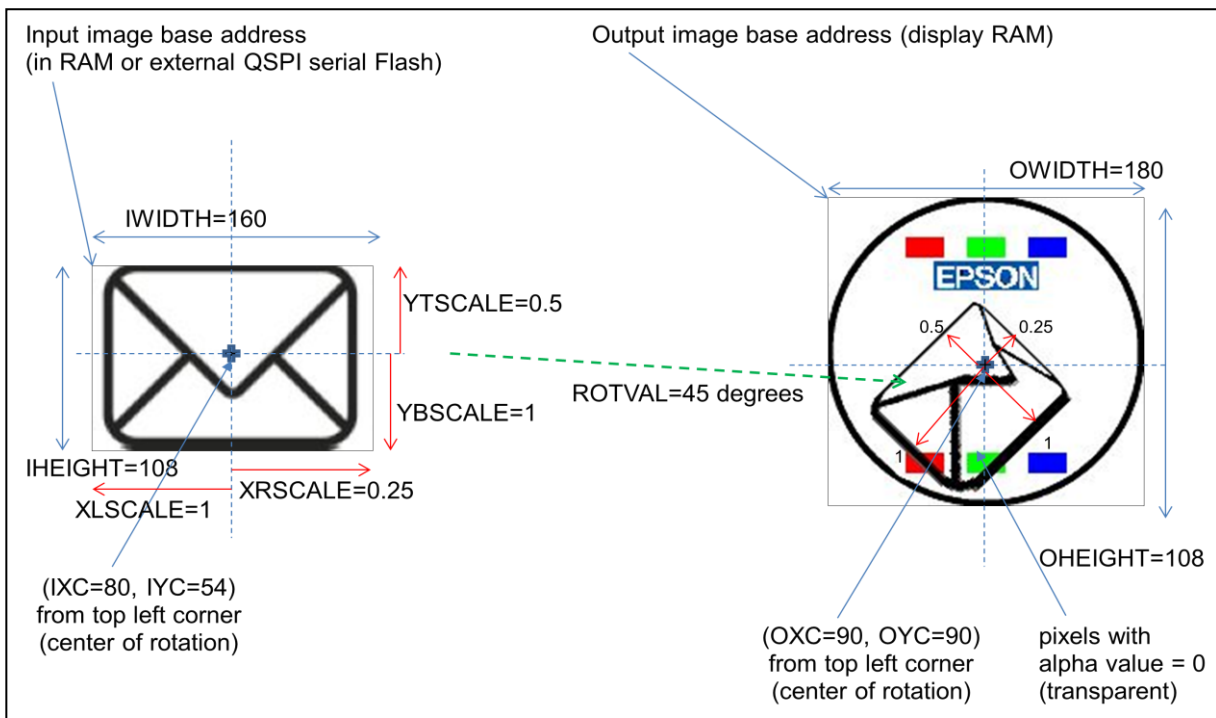 Input image base address
(in RAM or external QSPI serial Flash)
Output image base address (display RAM)
IWIDTH=160
OWIDTH=180
YTSCALE=0.5
EPSON
0.5
0.25
ROTVAL=45 degrees
YBSCALE=1
IHEIGHT=108
XRSCALE=0.25
XLSCALE=1
1
1
OHEIGHT=108
(IXC=80, IYC=54)
from top left corner
(center of rotation)
(OXC=90, OYC=90)
from top left corner
(center of rotation)
pixels with
alpha value = 0
(transparent)